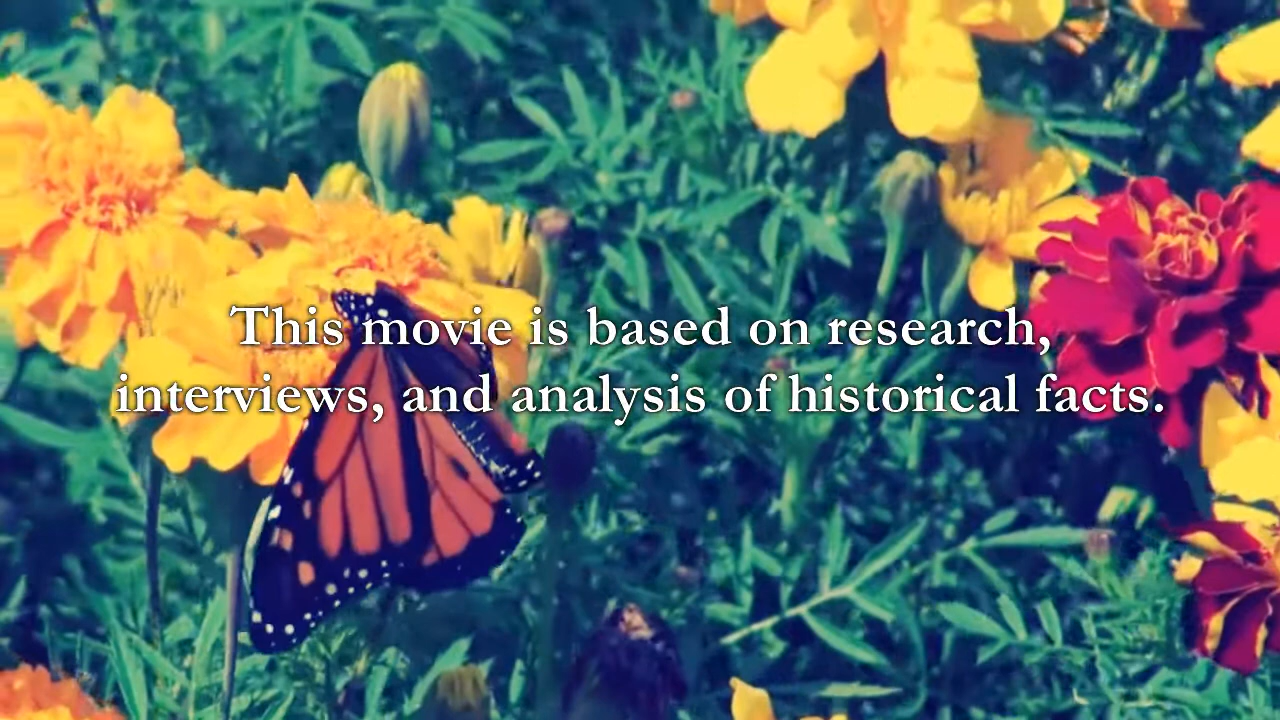 This movie is based on research,
interviews, and analysis of historical facts.